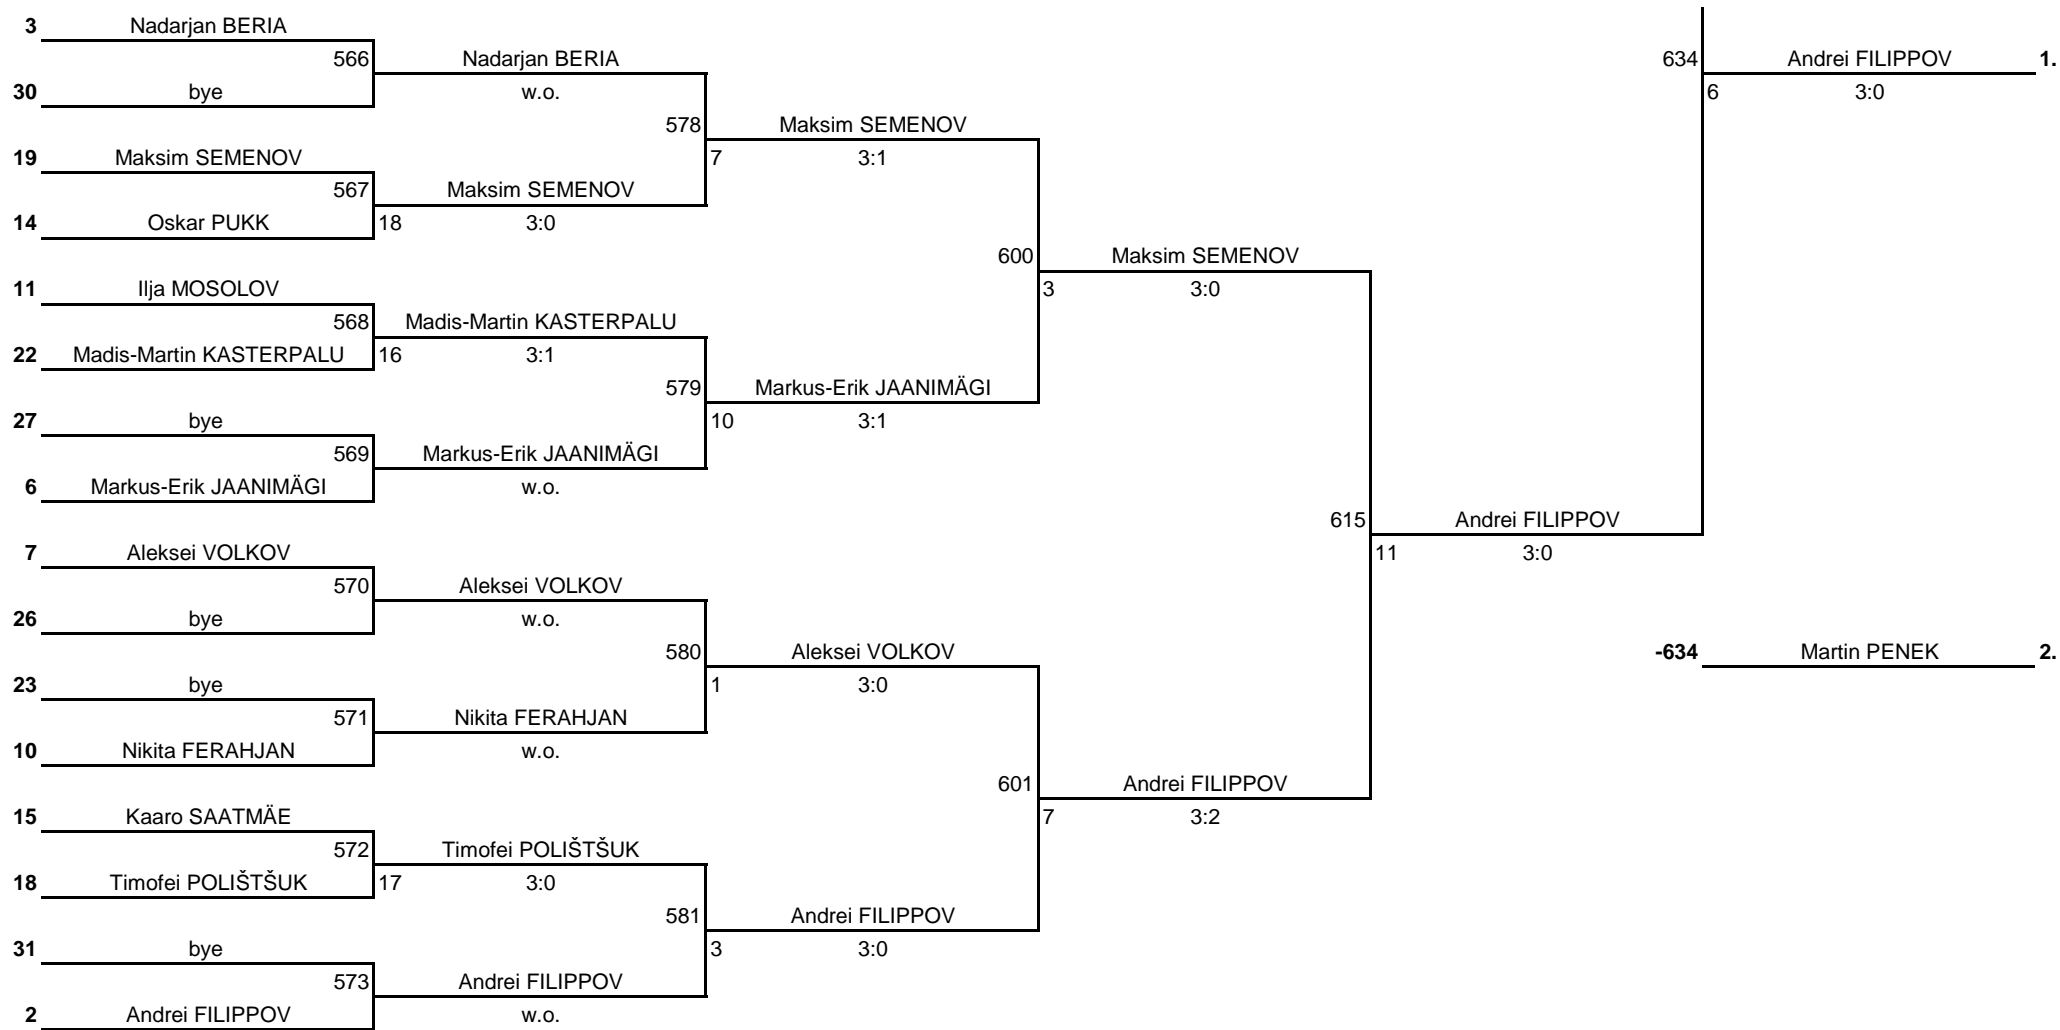 3 Nadarjan BERIA
566 Nadarjan BERIA 634 Andrei FILIPPOV 1.
30 bye w.o. 6 3:0
578 Maksim SEMENOV
19 Maksim SEMENOV 7 3:1
567 Maksim SEMENOV
14 Oskar PUKK 18 3:0
600 Maksim SEMENOV
11 Ilja MOSOLOV 3 3:0
568 Madis-Martin KASTERPALU
22 Madis-Martin KASTERPALU 16 3:1
579 Markus-Erik JAANIMÄGI
27 bye 10 3:1
569 Markus-Erik JAANIMÄGI
6 Markus-Erik JAANIMÄGI w.o.
615 Andrei FILIPPOV
7 Aleksei VOLKOV 11 3:0
570 Aleksei VOLKOV
26 bye w.o.
580 Aleksei VOLKOV -634 Martin PENEK 2.
23 bye 1 3:0
571 Nikita FERAHJAN
10 Nikita FERAHJAN w.o.
601 Andrei FILIPPOV
15 Kaaro SAATMÄE 7 3:2
572 Timofei POLIŠTŠUK
18 Timofei POLIŠTŠUK 17 3:0
581 Andrei FILIPPOV
31 bye 3 3:0
573 Andrei FILIPPOV
2 Andrei FILIPPOV w.o.